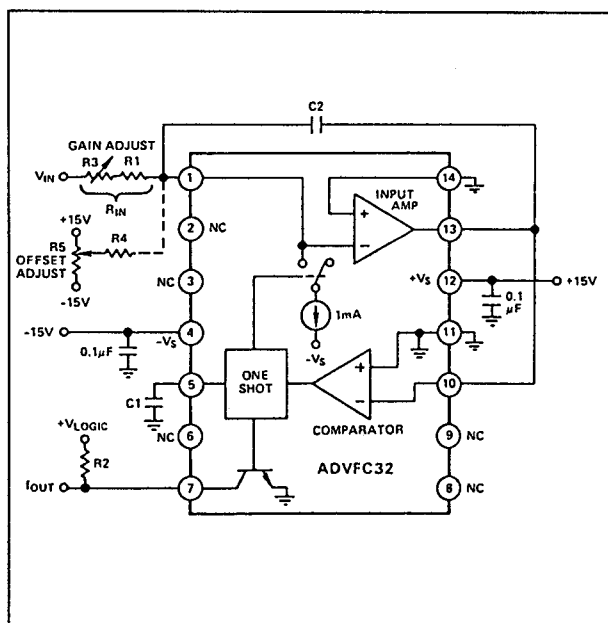 C2
GAIN ADJUST
R3 R1
VIN
RIN
+15V
R5
R4
OFFSET
ADJUST
-15V
NC
NC
-15V
-VS
0.1µF
C1
+VLOGIC
NC
R2
fOUT
1
2
3
4
5
6
7
14
13
12
11
10
9
8
INPUT
AMP
+
−
+VS
+15V
0.1
µF
1mA
-VS
ONE
SHOT
+
−
COMPARATOR
ADVFC32
NC
NC